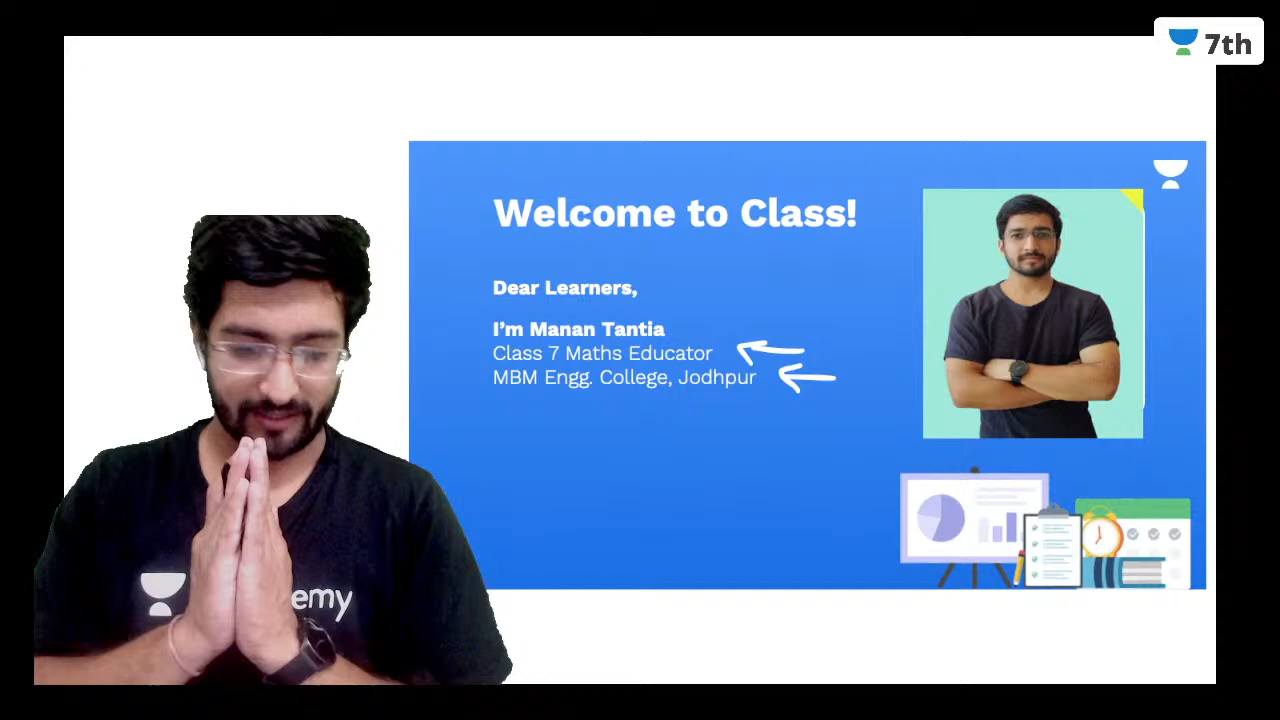 7th
Welcome to Class!
Dear Learners,
I'm Manan Tantia
Class 7 Maths Educator
MBM Engg. College, Jodhpur
emy